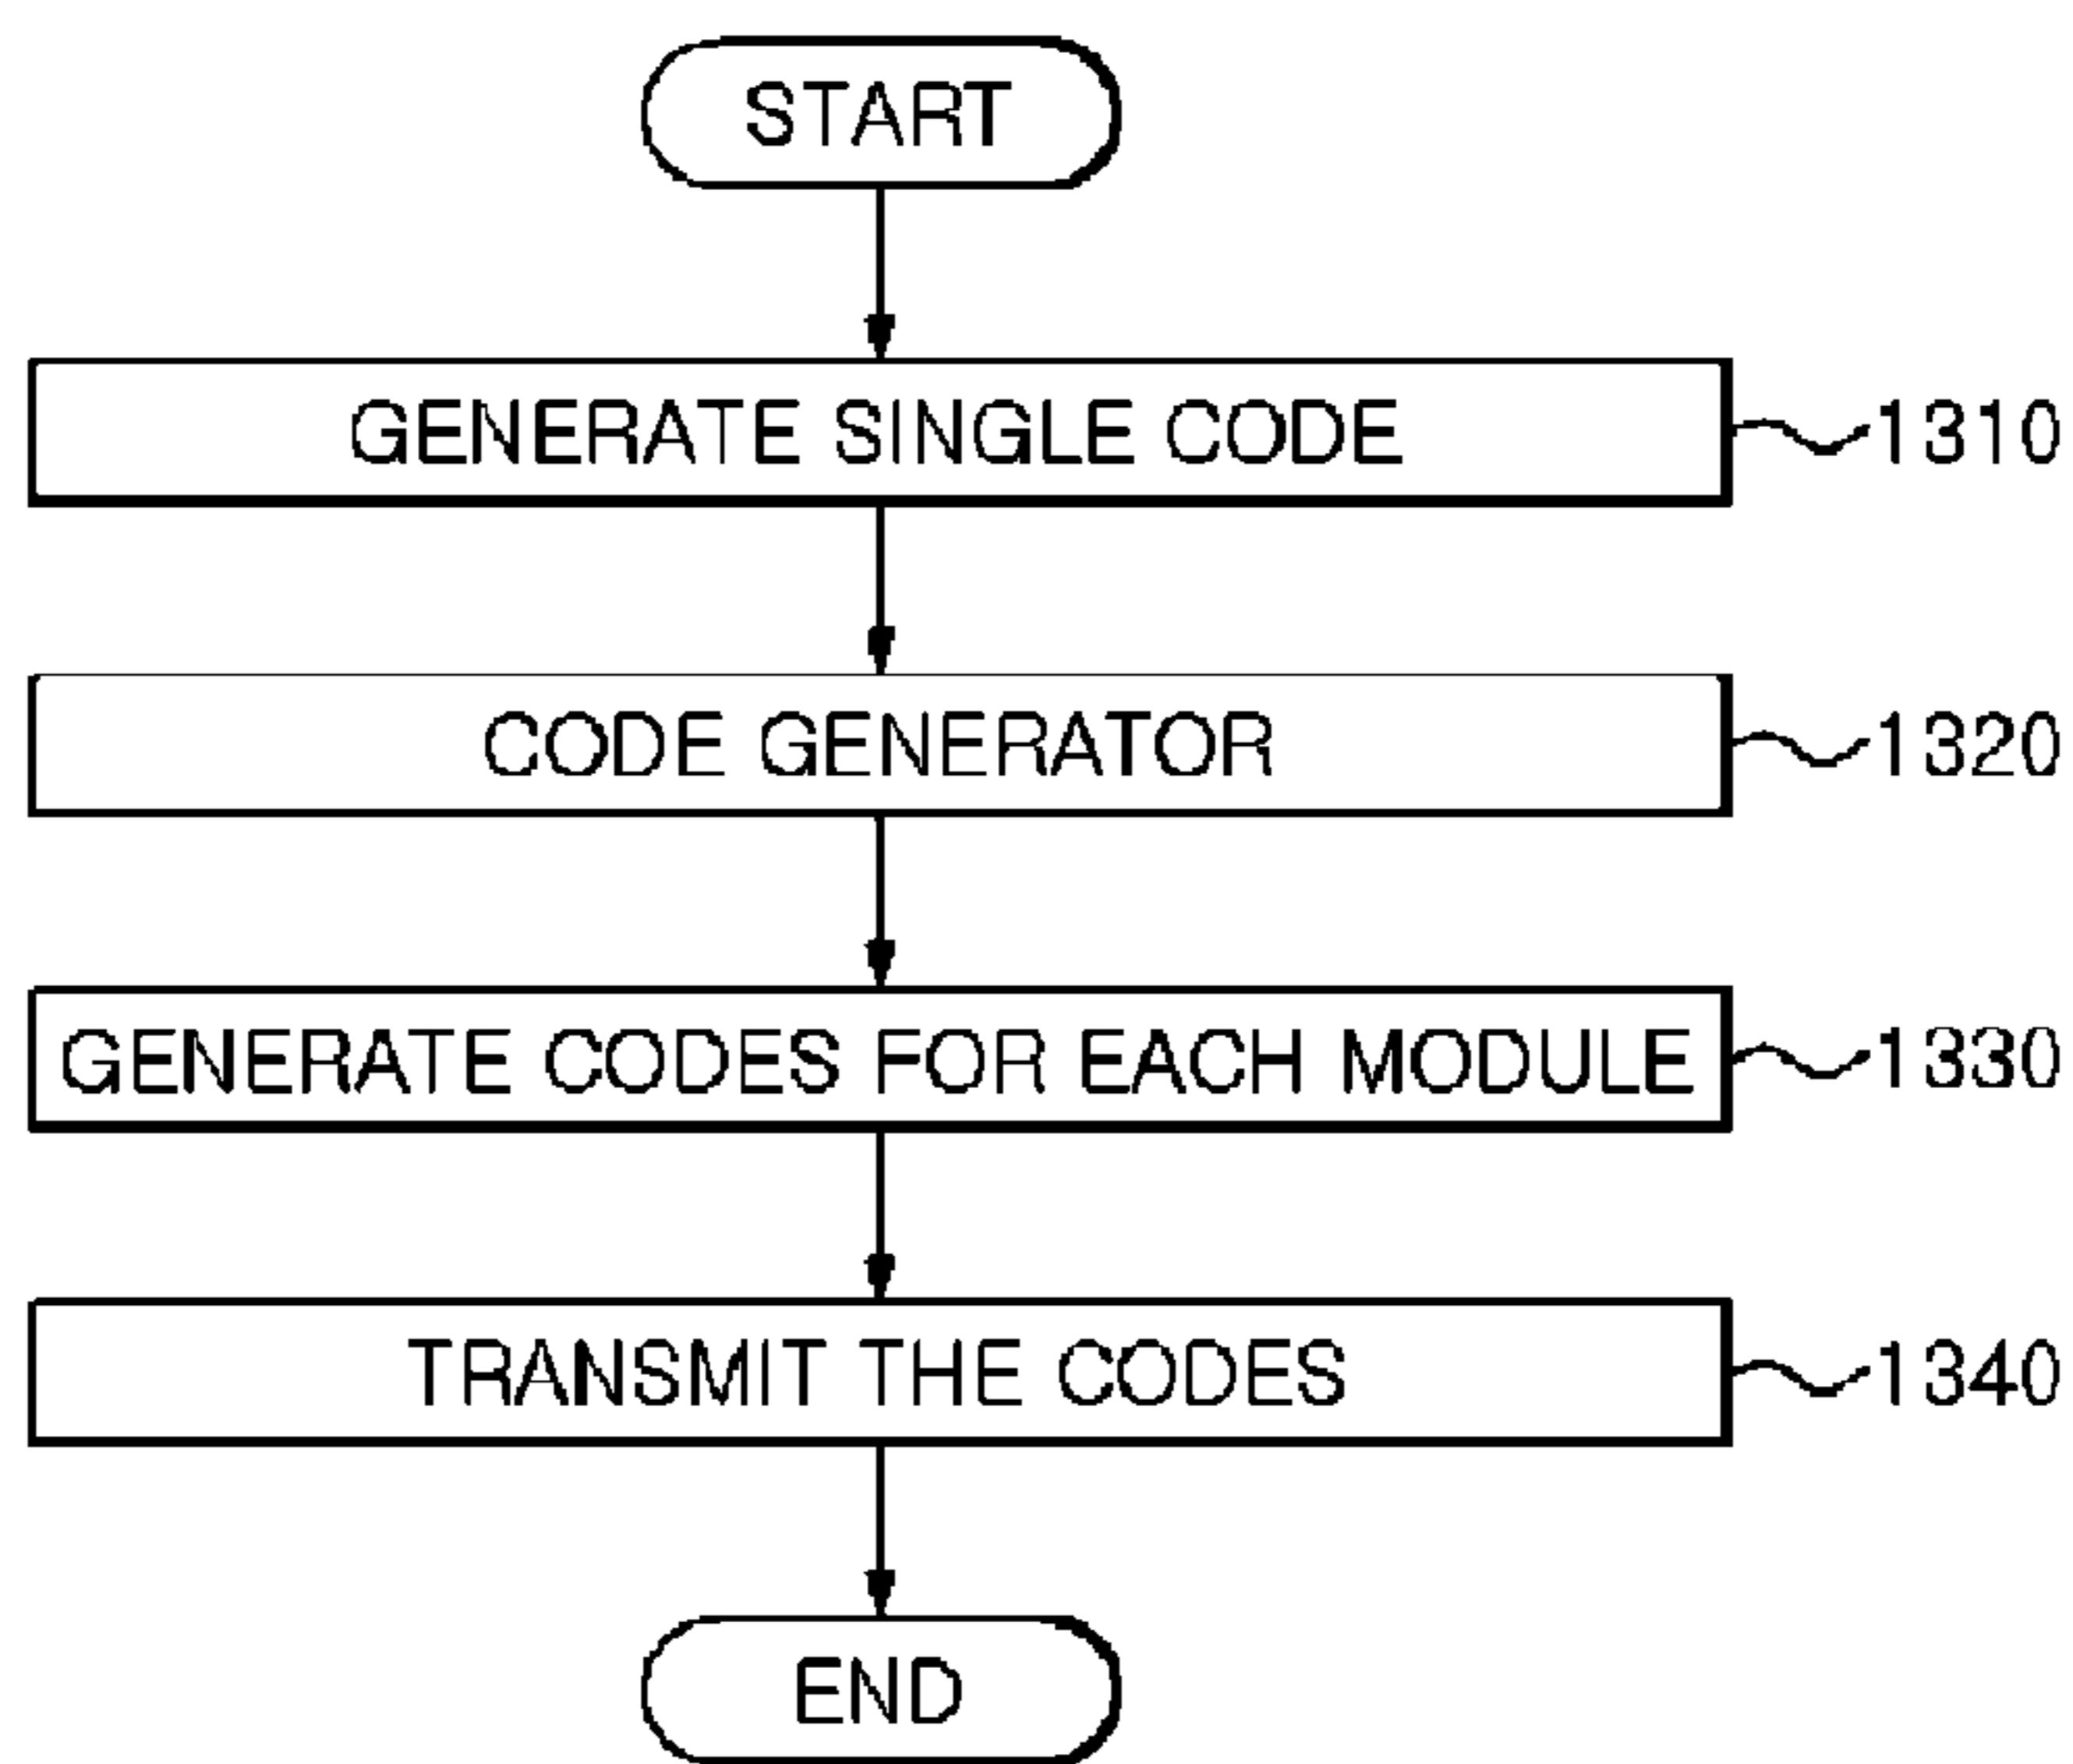 START
GENERATE SINGLE CODE 1310
CODE GENERATOR 1320
GENERATE CODES FOR EACH MODULE 1330
TRANSMIT THE CODES 1340
END